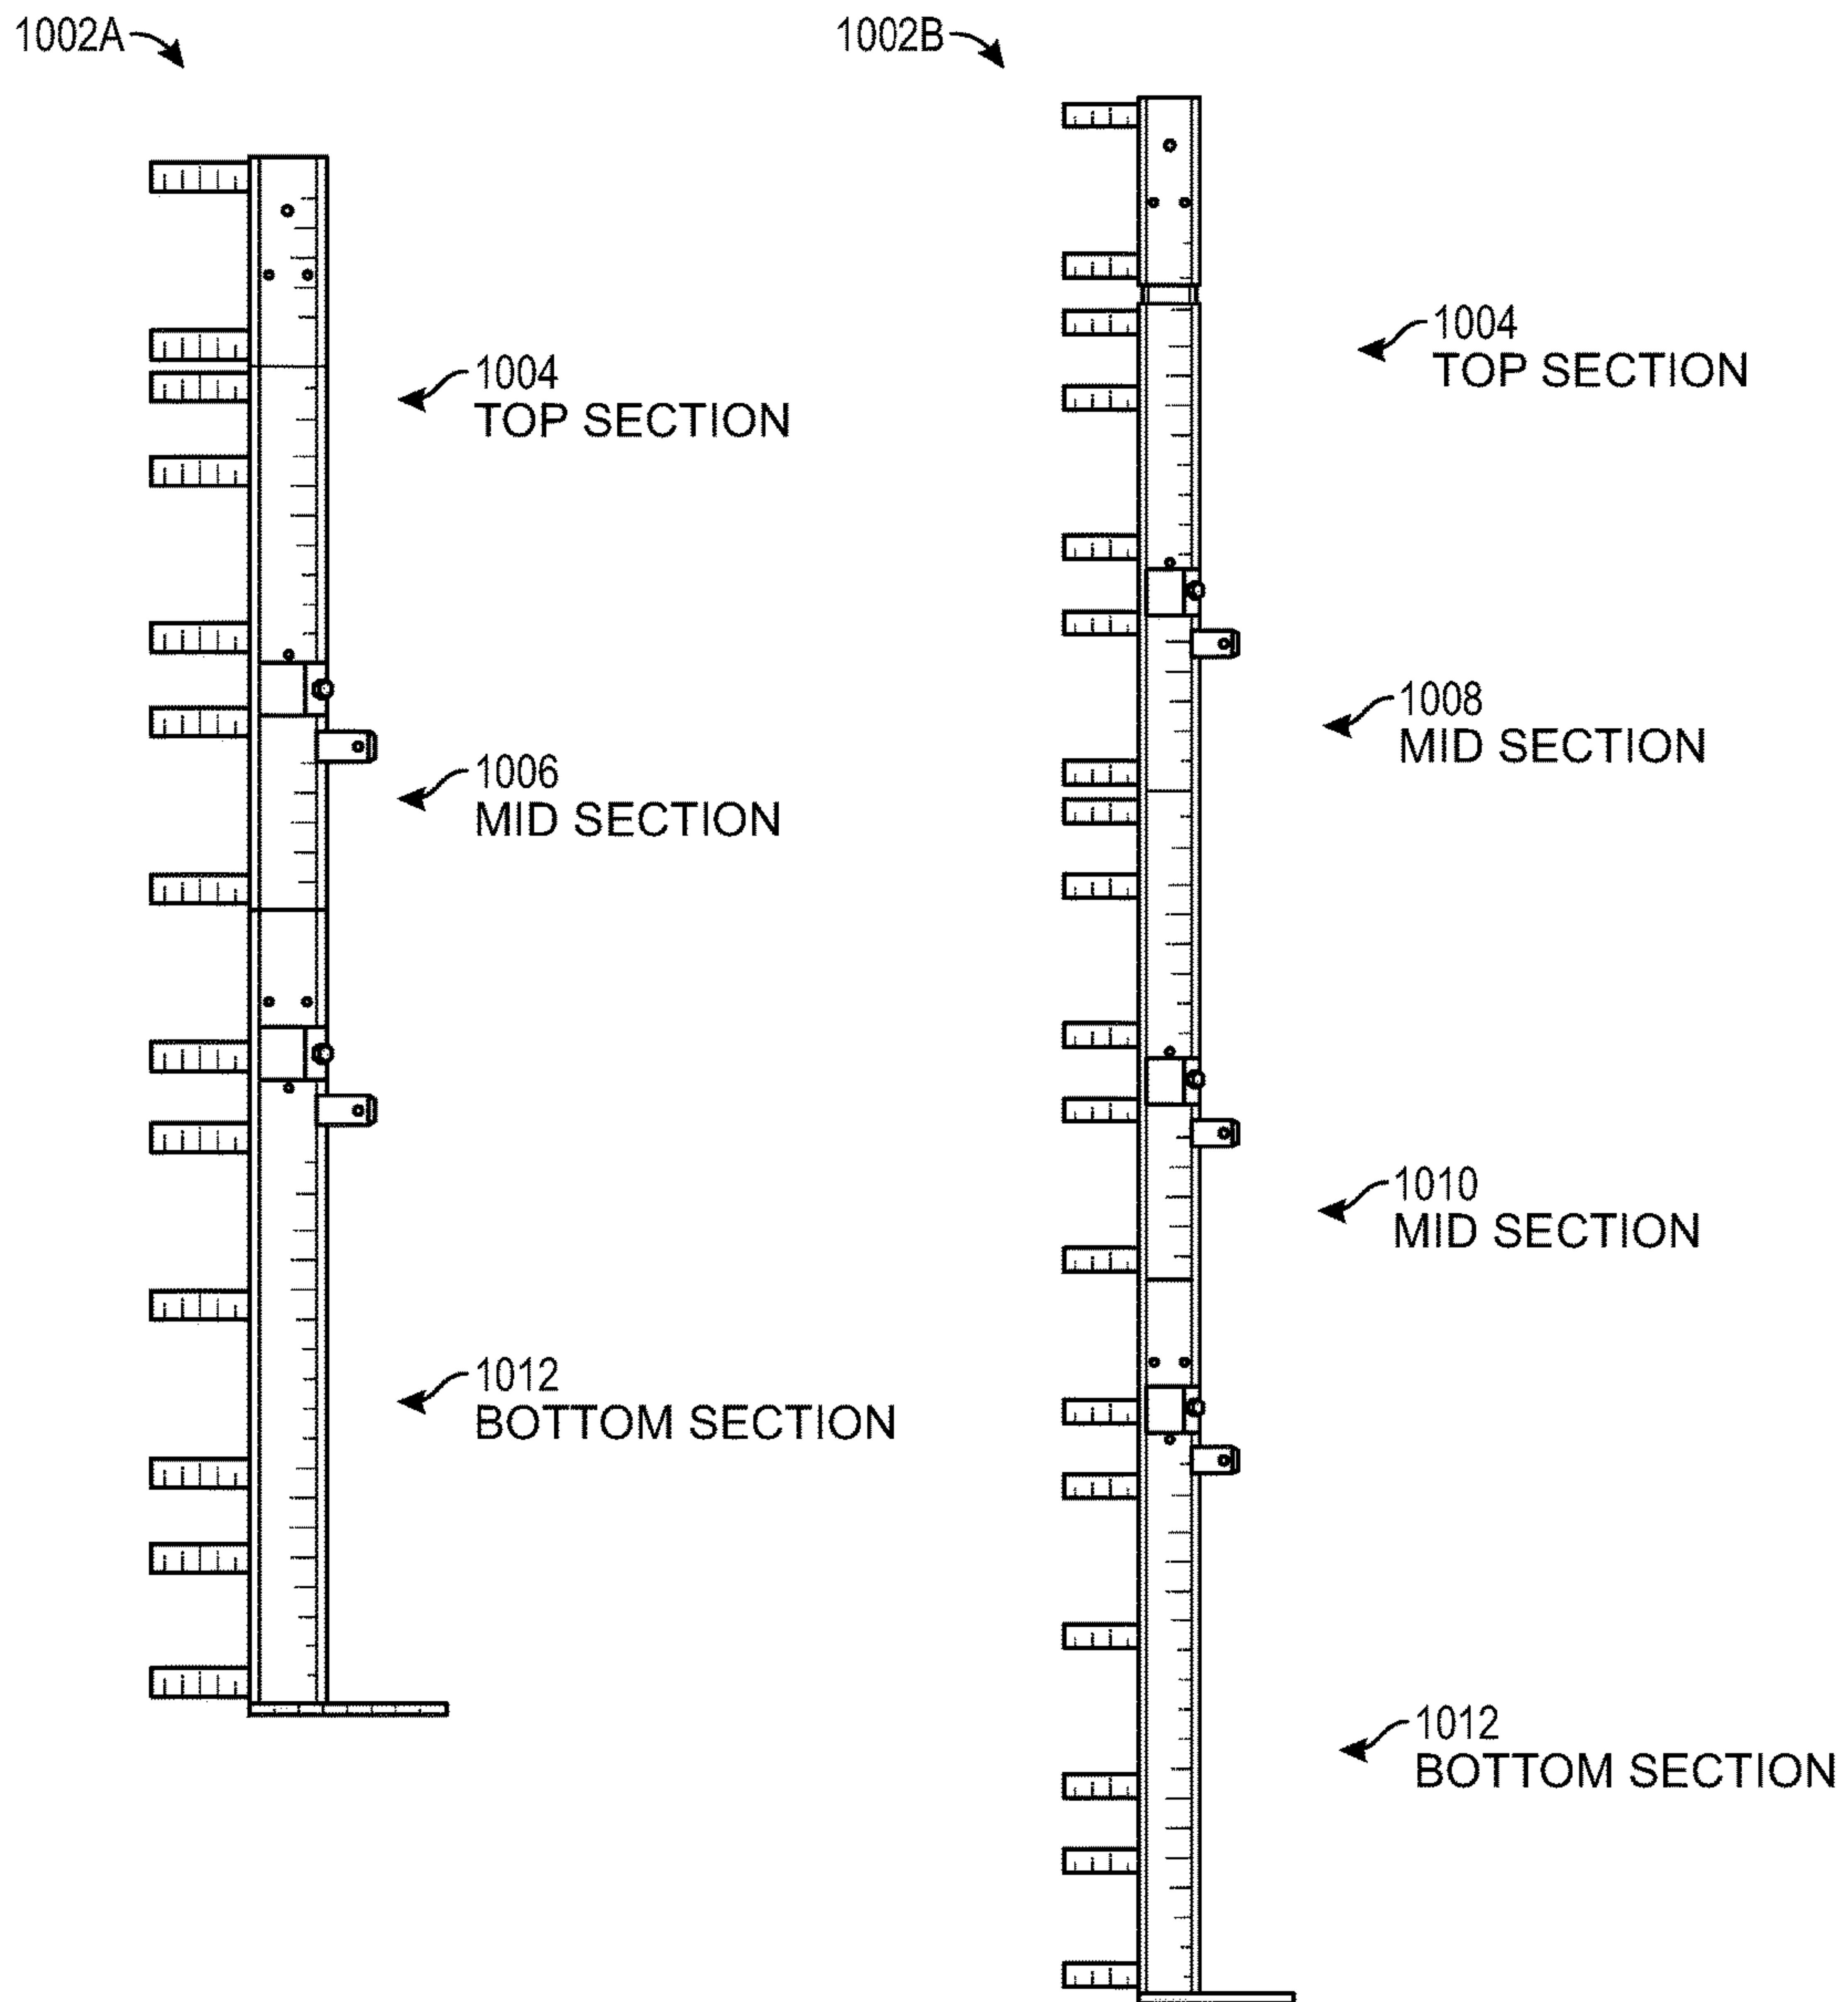 1002A
1002B
1004
TOP SECTION
1006
MID SECTION
1012
BOTTOM SECTION
1004
TOP SECTION
1008
MID SECTION
1010
MID SECTION
1012
BOTTOM SECTION